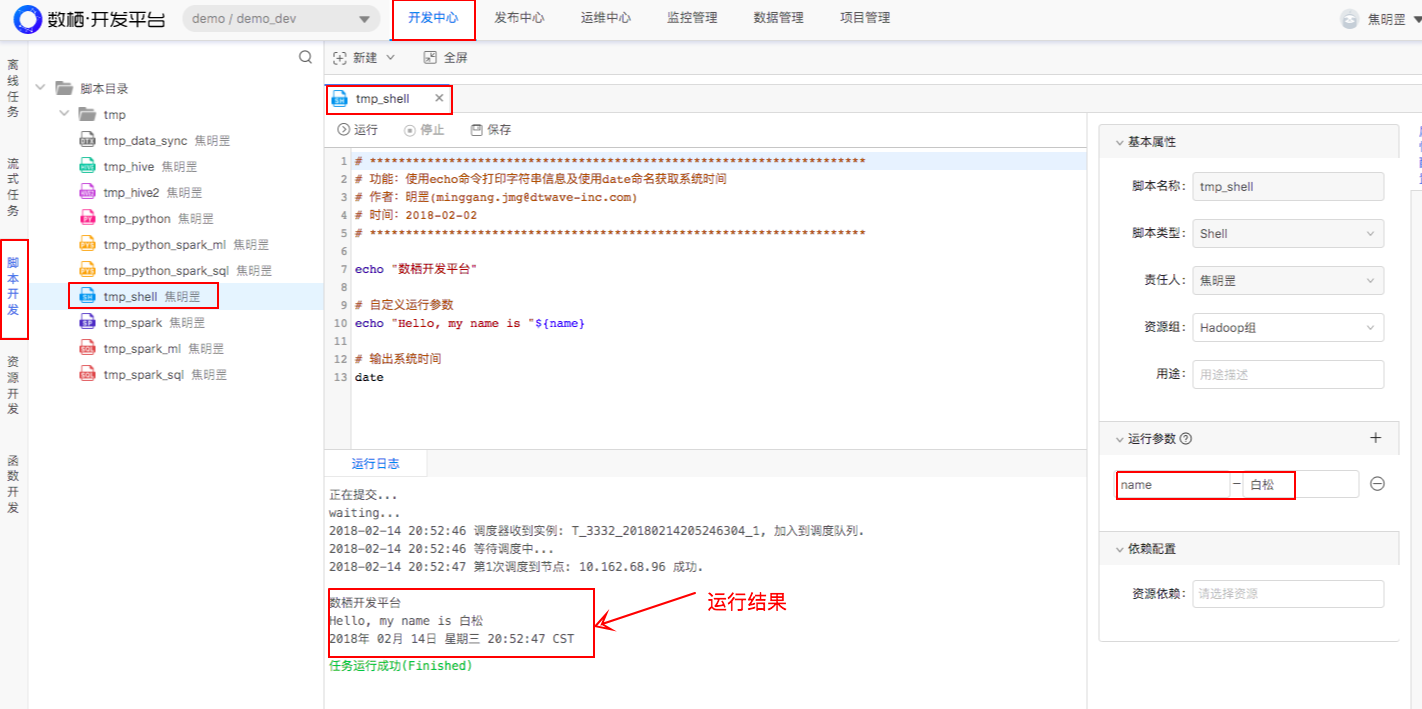 数栖·开发平台 demo / demo_dev 开发中心 发布中心 运维中心 监控管理 数据管理 项目管理 焦明罡
离线任务
流式任务
脚本开发
资源开发
函数开发
脚本目录
tmp
tmp_data_sync 焦明罡
tmp_hive 焦明罡
tmp_hive2 焦明罡
tmp_python 焦明罡
tmp_python_spark_ml 焦明罡
tmp_python_spark_sql 焦明罡
tmp_shell 焦明罡
tmp_spark 焦明罡
tmp_spark_ml 焦明罡
tmp_spark_sql 焦明罡
新建 全屏
tmp_shell
运行 停止 保存
1 # *********************************************************************
2 # 功能：使用echo命令打印字符串信息及使用date命名获取系统时间
3 # 作者：明罡(minggang.jmg@dtwave-inc.com)
4 # 时间：2018-02-02
5 # *********************************************************************
6
7 echo "数栖开发平台"
8
9 # 自定义运行参数
10 echo "Hello, my name is "${name}
11
12 # 输出系统时间
13 date
运行日志
正在提交...
waiting...
2018-02-14 20:52:46 调度器收到实例: T_3332_20180214205246304_1, 加入到调度队列.
2018-02-14 20:52:46 等待调度中...
2018-02-14 20:52:47 第1次调度到节点: 10.162.68.96 成功.
数栖开发平台
Hello, my name is 白松
2018年 02月 14日 星期三 20:52:47 CST
任务运行成功(Finished)
运行结果
基本属性
脚本名称: tmp_shell
脚本类型: Shell
责任人: 焦明罡
资源组: Hadoop组
用途: 用途描述
运行参数
name – 白松
依赖配置
资源依赖: 请选择资源